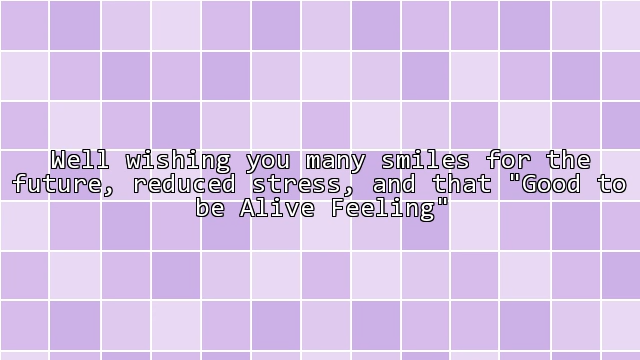 Well wishing you many smiles for the
future, reduced stress, and that "Good to
be Alive Feeling"